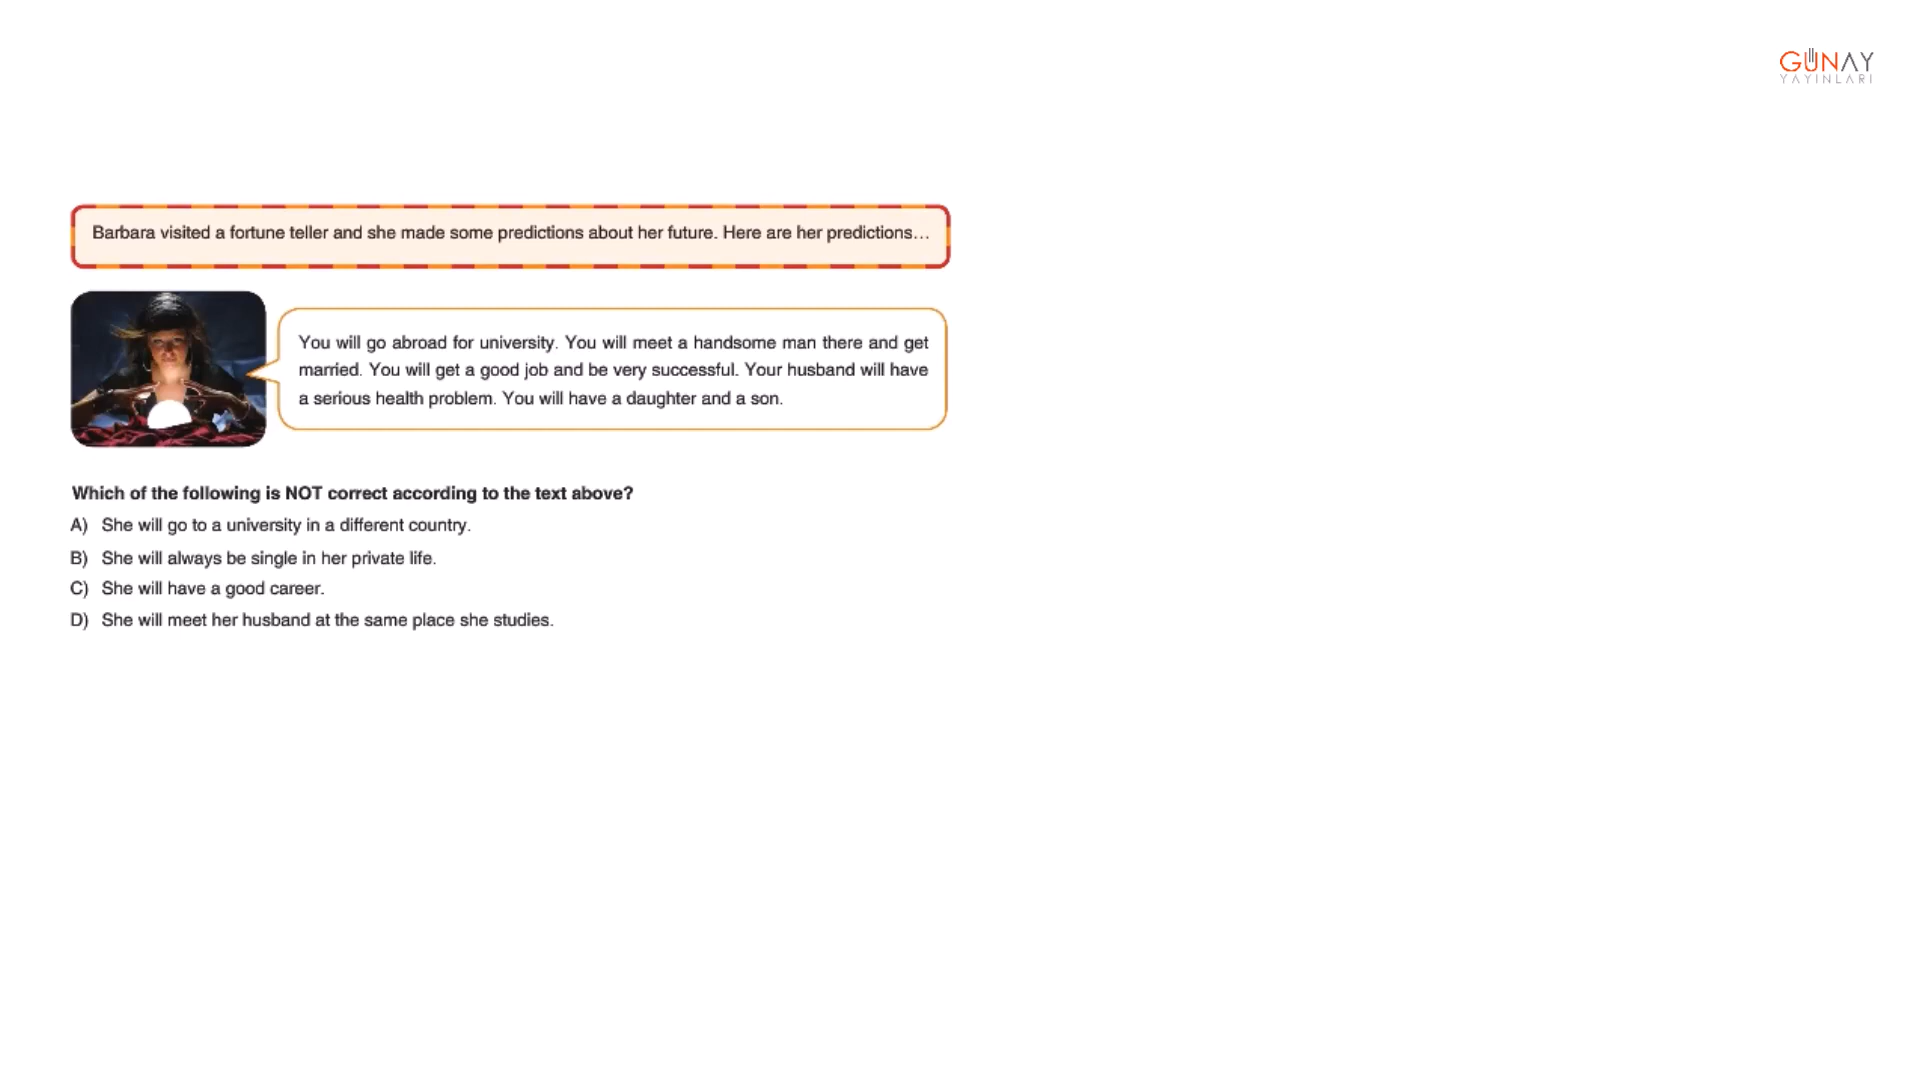 GÜNAY
YAYINLARI
Barbara visited a fortune teller and she made some predictions about her future. Here are her predictions...
You will go abroad for university. You will meet a handsome man there and get
married. You will get a good job and be very successful. Your husband will have
a serious health problem. You will have a daughter and a son.
Which of the following is NOT correct according to the text above?
A) She will go to a university in a different country.
B) She will always be single in her private life.
C) She will have a good career.
D) She will meet her husband at the same place she studies.